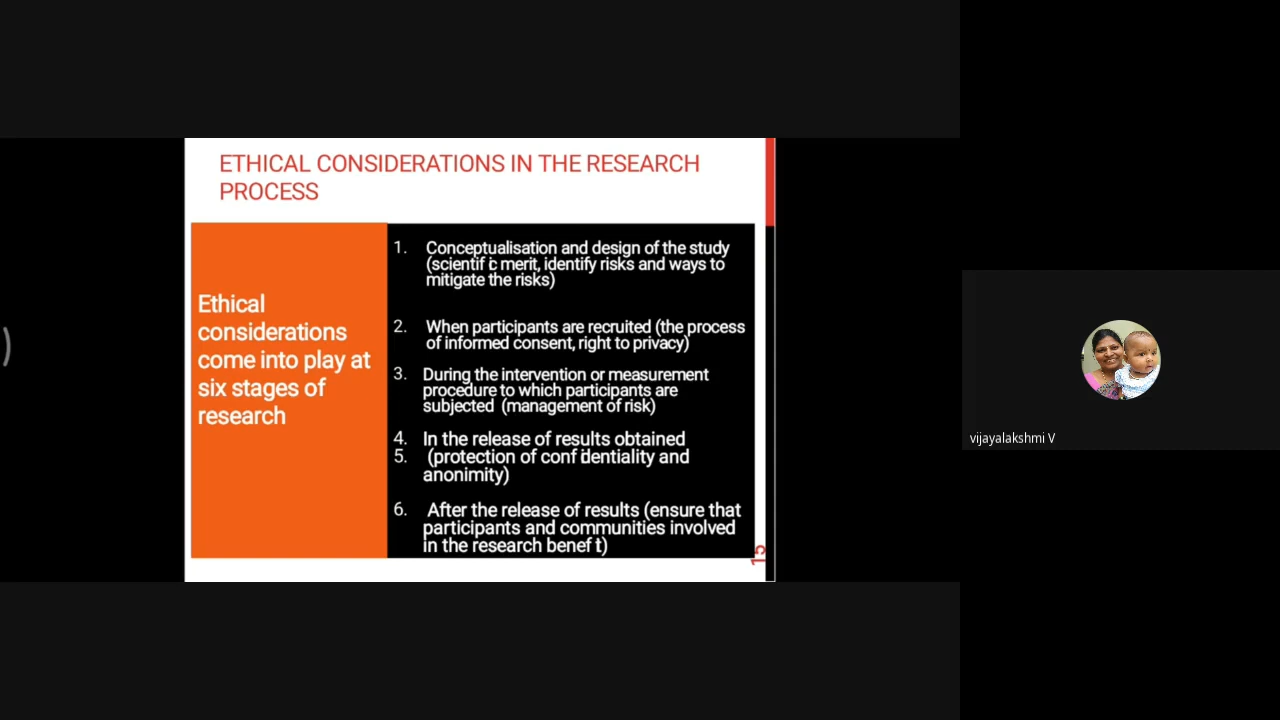 ETHICAL CONSIDERATIONS IN THE RESEARCH
PROCESS
Ethical
considerations
come into play at
six stages of
research
1. Conceptualisation and design of the study
(scientific merit, identify risks and ways to
mitigate the risks)
2. When participants are recruited (the process
of informed consent, right to privacy)
3. During the intervention or measurement
procedure to which participants are
subjected (management of risk)
4. In the release of results obtained
5. (protection of confidentiality and
anonimity)
6. After the release of results (ensure that
participants and communities involved
in the research benefit)
15
vijayalakshmi V